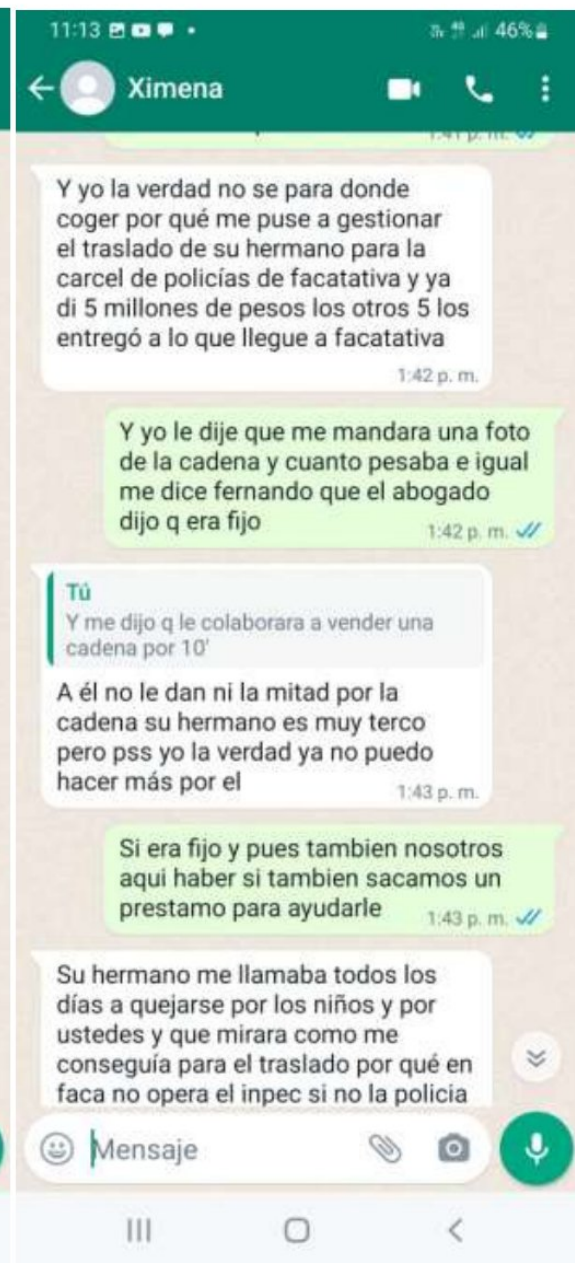 11:13
46%
Ximena
1:41 p. m.
Y yo la verdad no se para donde
coger por qué me puse a gestionar
el traslado de su hermano para la
carcel de policías de facatativa y ya
di 5 millones de pesos los otros 5 los
entregó a lo que llegue a facatativa
1:42 p. m.
Y yo le dije que me mandara una foto
de la cadena y cuanto pesaba e igual
me dice fernando que el abogado
dijo q era fijo
1:42 p. m.
Tú
Y me dijo q le colaborara a vender una
cadena por 10'
A él no le dan ni la mitad por la
cadena su hermano es muy terco
pero pss yo la verdad ya no puedo
hacer más por el
1:43 p. m.
Si era fijo y pues tambien nosotros
aqui haber si tambien sacamos un
prestamo para ayudarle
1:43 p. m.
Su hermano me llamaba todos los
días a quejarse por los niños y por
ustedes y que mirara como me
conseguía para el traslado por qué en
faca no opera el inpec si no la policia
Mensaje